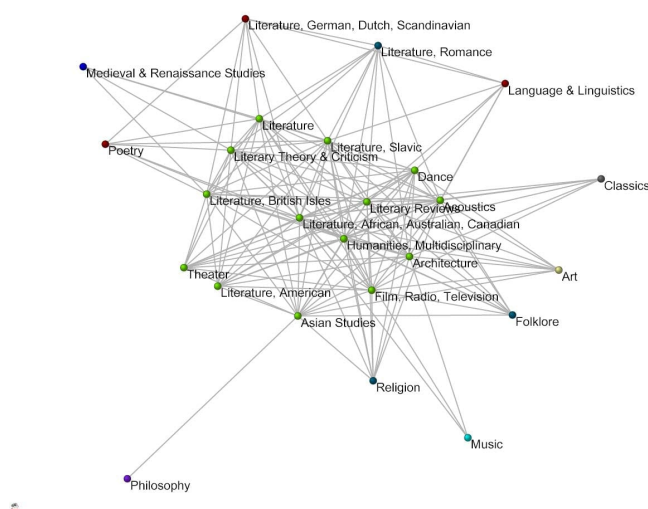 Literature, German, Dutch, Scandinavian
Literature, Romance
Medieval & Renaissance Studies
Language & Linguistics
Literature
Literature, Slavic
Poetry
Literary Theory & Criticism
Dance
Classics
Literature, British Isles
Literary Reviews
Acoustics
Literature, African, Australian, Canadian
Humanities, Multidisciplinary
Architecture
Theater
Art
Literature, American
Film, Radio, Television
Asian Studies
Folklore
Religion
Music
Philosophy